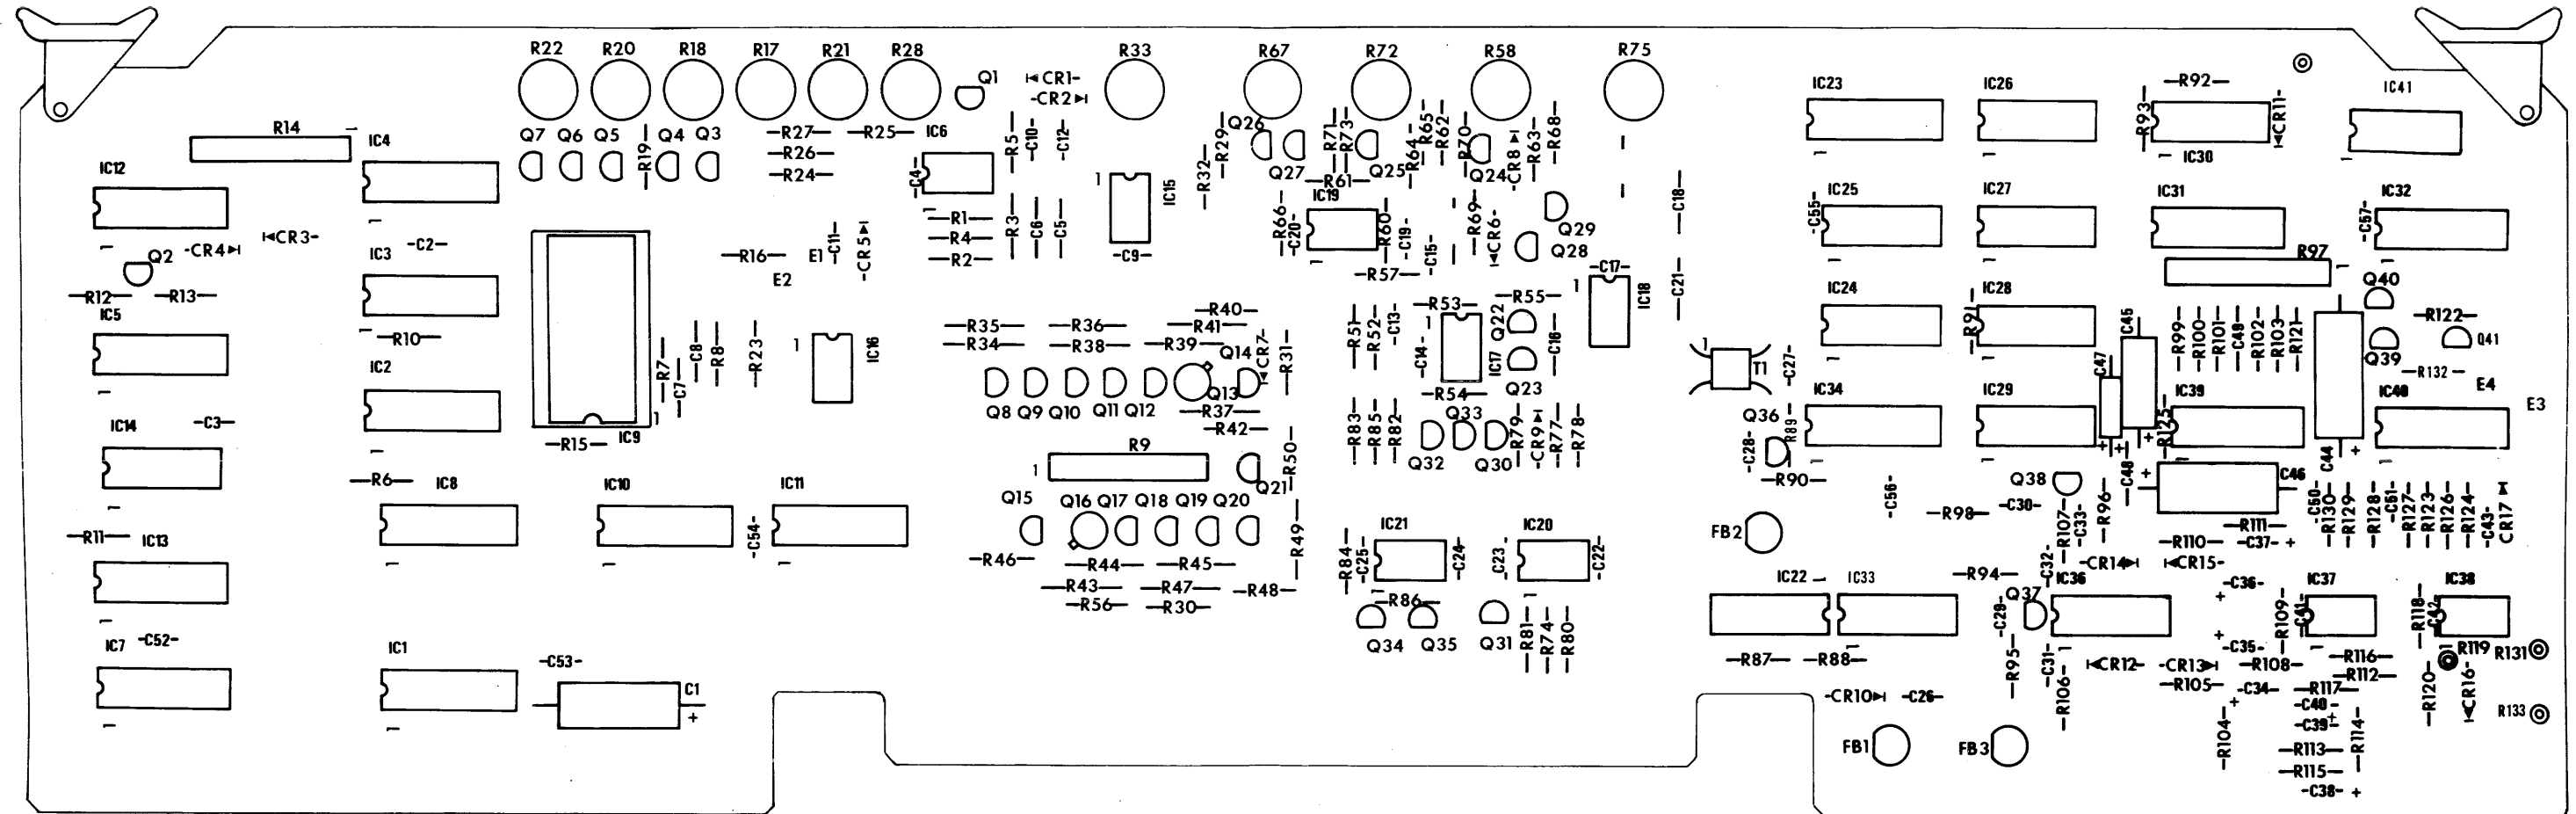 R22 R20 R18 R17 R21 R28 R33 R67 R72 R58 R75
Q1 CR1 CR2
IC23 IC26 R92 IC41
R93 CR11 IC30
R14 IC4 Q7 Q6 Q5 R19 Q4 Q3 R27 R25 IC6
R26
R24
C4 R5 C10 C12
R29 Q26 R71 R73 R64 R65 R62 R70 CR8 R63 R68
Q27 R61 Q25 Q24
IC12
R32 IC15 1
IC19
C18
IC25 IC27 IC31 IC32
C55 C57
R1
R4
R2
R3 C6 C5
C9
R66 C20 R60 C19 C15 R69 CR6
Q29
Q28
R57
CR4 CR3 C2
Q2
IC3
R16 E1 C11 CR5
E2
C17 1 IC18 C21
R97
R12 R13
IC5
R10
IC24 IC28 Q40
R53 R55
R40
R41
R35 R36
R34 R38 R39
R51 R52 C13 C14 1 IC17 Q22 C16
Q14 CR7 R31
R91 C47 C45 R99 R100 R101 C49 R102 R103 R121
R122
Q39 Q41
R132 E4
E3
R7 C7 C8 R8 R23 1 IC16
IC2
1 T1 C27
Q23
R54
IC34 IC29 IC39 IC40
Q8 Q9 Q10 Q11 Q12 Q13
R37
R42
R83 R85 R82 Q33 R79 CR9 R77 R78
Q32 Q30
Q36 R89 C28
R90
R125
+ + +
C48 C44 +
C46
IC14 C3
R15 IC9 1
R9 1
R50
Q21
R6 IC8 IC10 IC11
Q15 Q16 Q17 Q18 Q19 Q20
R49
C56
Q38 R96
C30
R98
R107 C33
C50 R130 R129 R128 C51 R127 R123 R126 R124 C43 CR17
R111
R110 C37 +
R11 IC13
C54
R46 R44 R45
R43 R47 R48
R56 R30
IC21 IC20
R84 C25 C24 C23 C22
R86
FB2
CR14 CR15
C32 IC36
R94
IC22 IC33
Q37 C29
C36
+
IC37 IC38
R109 C41 R118 C42
Q34 Q35 Q31
R81 R74 R80
IC7 C52 IC1
C53
C1
+
R87 R88
R95 C31 R106
CR12 CR13
R105
+
C35
R108
C34
+
R116
R112
R117
C40
+
C39
R119 R131
R120 CR16
R133
CR10 C26
FB1 FB3
R104
R114
R113
R115
C38 +